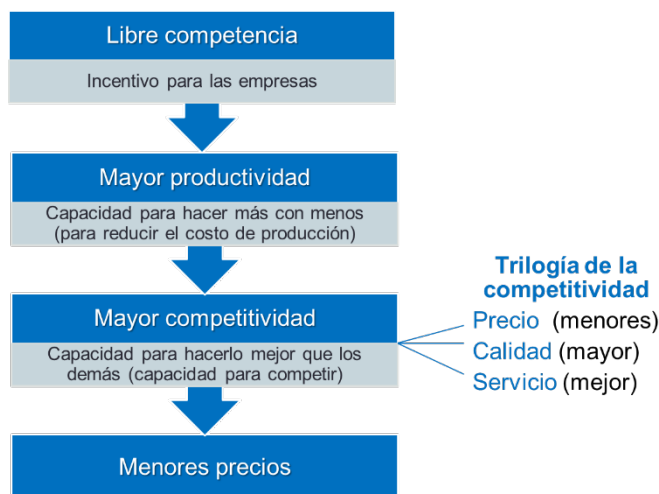 Libre competencia
Incentivo para las empresas
Mayor productividad
Capacidad para hacer más con menos
(para reducir el costo de producción)
Mayor competitividad
Capacidad para hacerlo mejor que los
demás (capacidad para competir)
Menores precios
Trilogía de la
competitividad
Precio (menores)
Calidad (mayor)
Servicio (mejor)